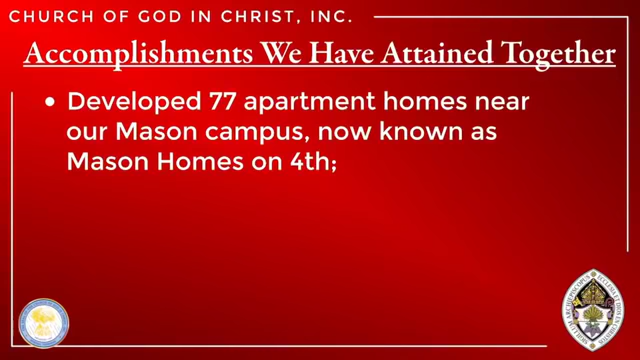 CHURCH OF GOD IN CHRIST, INC.
Accomplishments We Have Attained Together
• Developed 77 apartment homes near
our Mason campus, now known as
Mason Homes on 4th;